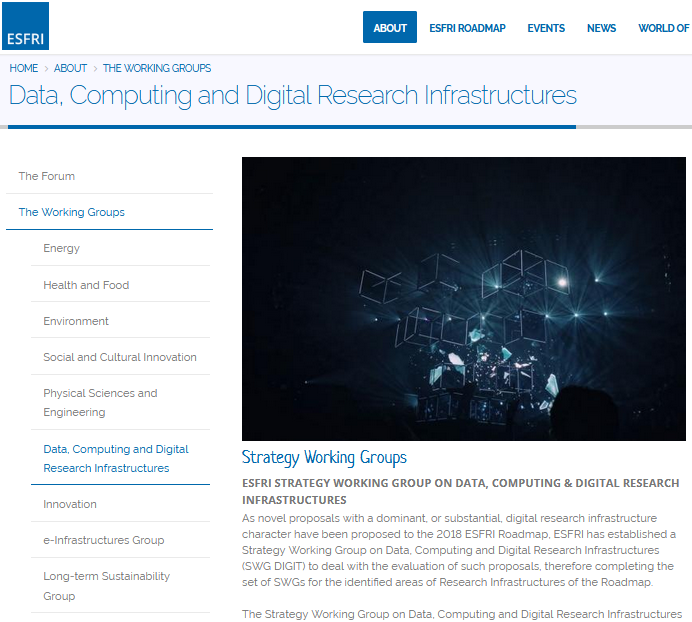 ESFRI
ABOUT
ESFRI ROADMAP
EVENTS
NEWS
WORLD OF
HOME > ABOUT > THE WORKING GROUPS
Data, Computing and Digital Research Infrastructures
The Forum
The Working Groups
Energy
Health and Food
Environment
Social and Cultural Innovation
Physical Sciences and
Engineering
Data, Computing and Digital
Research Infrastructures
Innovation
e-Infrastructures Group
Long-term Sustainability
Group
Strategy Working Groups
ESFRI STRATEGY WORKING GROUP ON DATA, COMPUTING & DIGITAL RESEARCH
INFRASTRUCTURES
As novel proposals with a dominant, or substantial, digital research infrastructure
character have been proposed to the 2018 ESFRI Roadmap, ESFRI has established a
Strategy Working Group on Data, Computing and Digital Research Infrastructures
(SWG DIGIT) to deal with the evaluation of such proposals, therefore completing the
set of SWGs for the identified areas of Research Infrastructures of the Roadmap.
The Strategy Working Group on Data, Computing and Digital Research Infrastructures